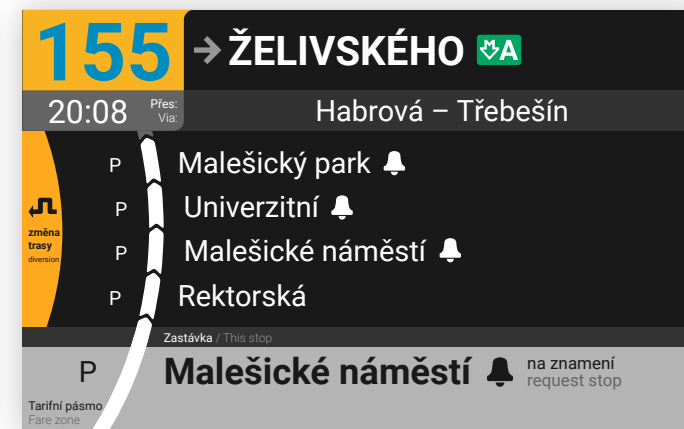 155 → ŽELIVSKÉHO A
20:08 Přes: Habrová – Třebešín
Via:
P Malešický park
P Univerzitní
P Malešické náměstí
P Rektorská
změna
trasy
diversion
Zastávka / This stop
P Malešické náměstí na znamení
request stop
Tarifní pásmo
Fare zone